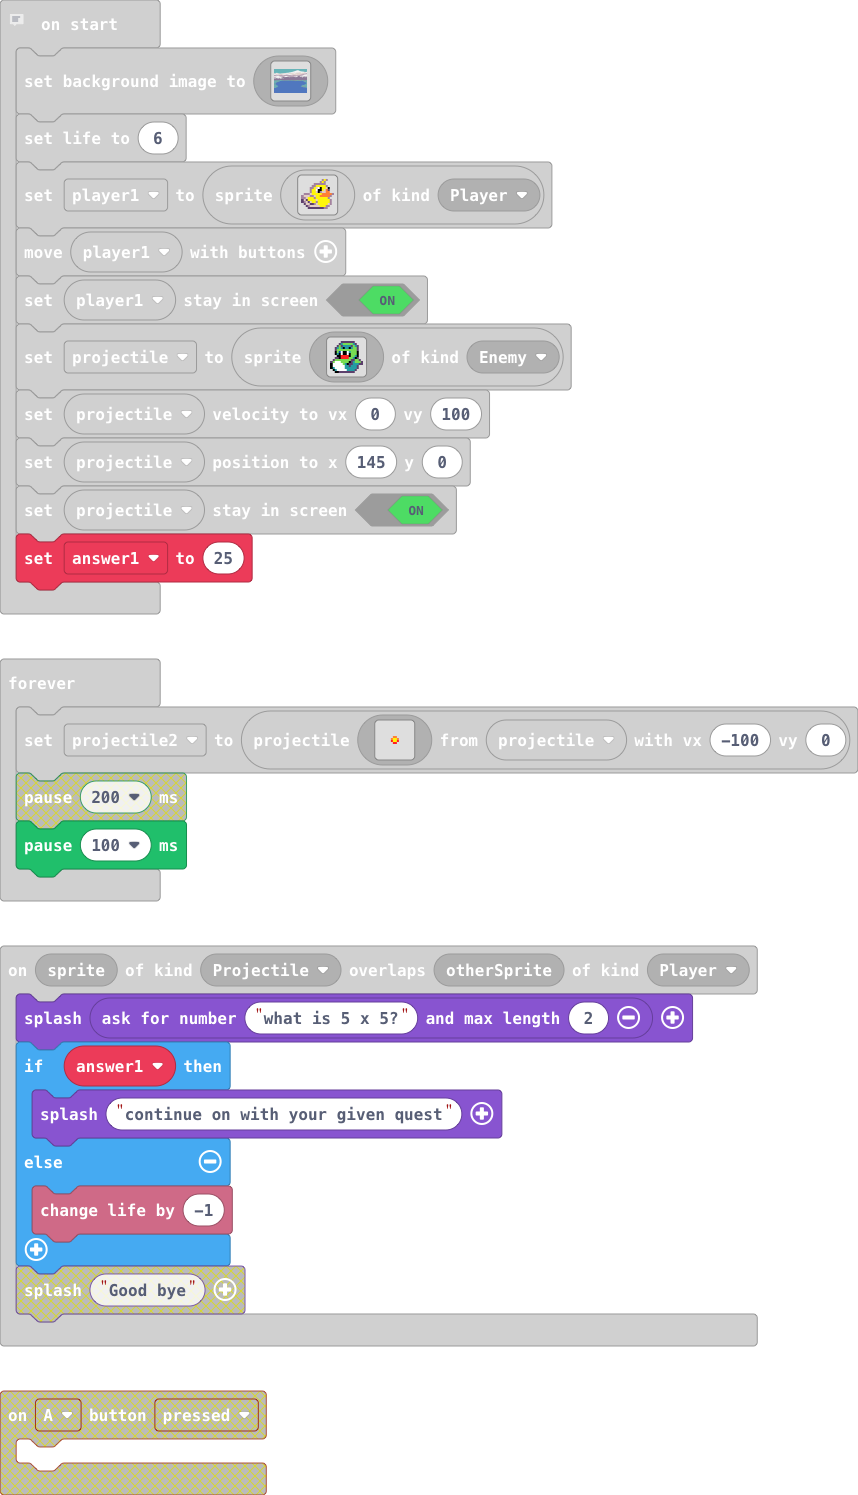 on start
set background image to
set life to 6
set player1 to sprite of kind Player
move player1 with buttons
set player1 stay in screen ON
set projectile to sprite of kind Enemy
set projectile velocity to vx 0 vy 100
set projectile position to x 145 y 0
set projectile stay in screen ON
set answer1 to 25
forever
set projectile2 to projectile from projectile with vx -100 vy 0
pause 200 ms
pause 100 ms
on sprite of kind Projectile overlaps otherSprite of kind Player
splash ask for number "what is 5 x 5?" and max length 2
if answer1 then
splash "continue on with your given quest"
else
change life by -1
splash "Good bye"
on A button pressed